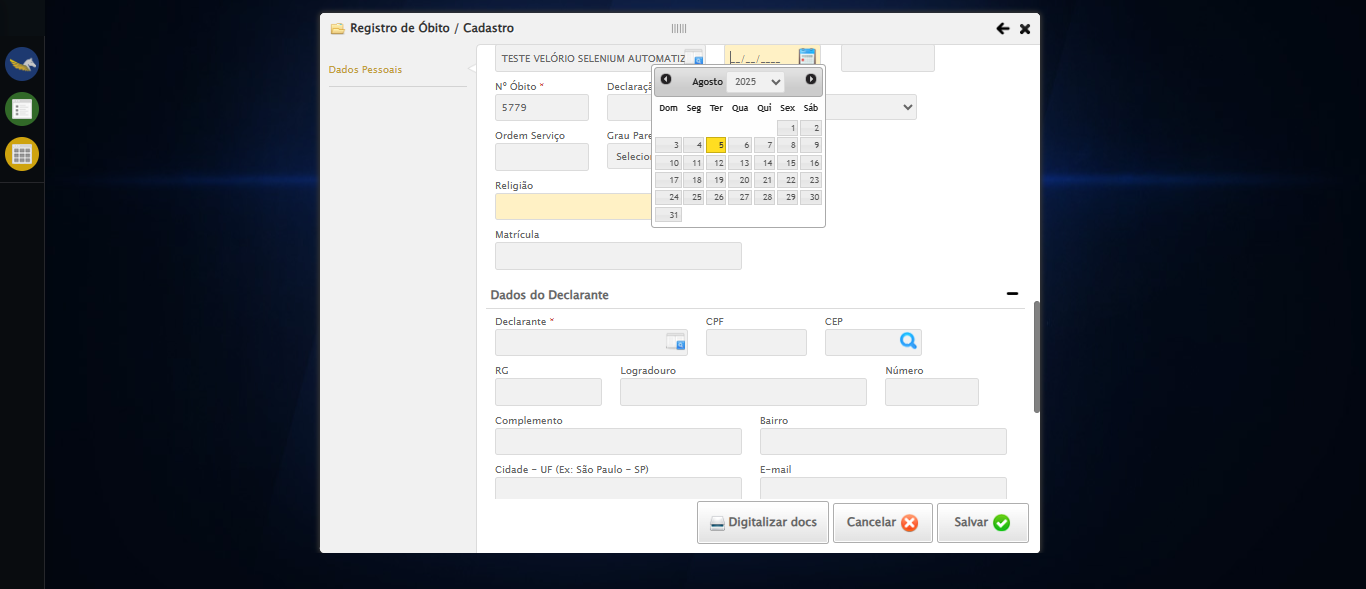 Registro de Óbito / Cadastro
Dados Pessoais
TESTE VELÓRIO SELENIUM AUTOMATIZ
__/__/____
Nº Óbito *
Declaraçã
5779
Agosto 2025
Dom Seg Ter Qua Qui Sex Sáb
1 2
3 4 5 6 7 8 9
10 11 12 13 14 15 16
17 18 19 20 21 22 23
24 25 26 27 28 29 30
31
Ordem Serviço
Grau Pare
Selecio
Religião
Matrícula
Dados do Declarante
Declarante *
CPF
CEP
RG
Logradouro
Número
Complemento
Bairro
Cidade - UF (Ex: São Paulo - SP)
E-mail
Digitalizar docs
Cancelar
Salvar